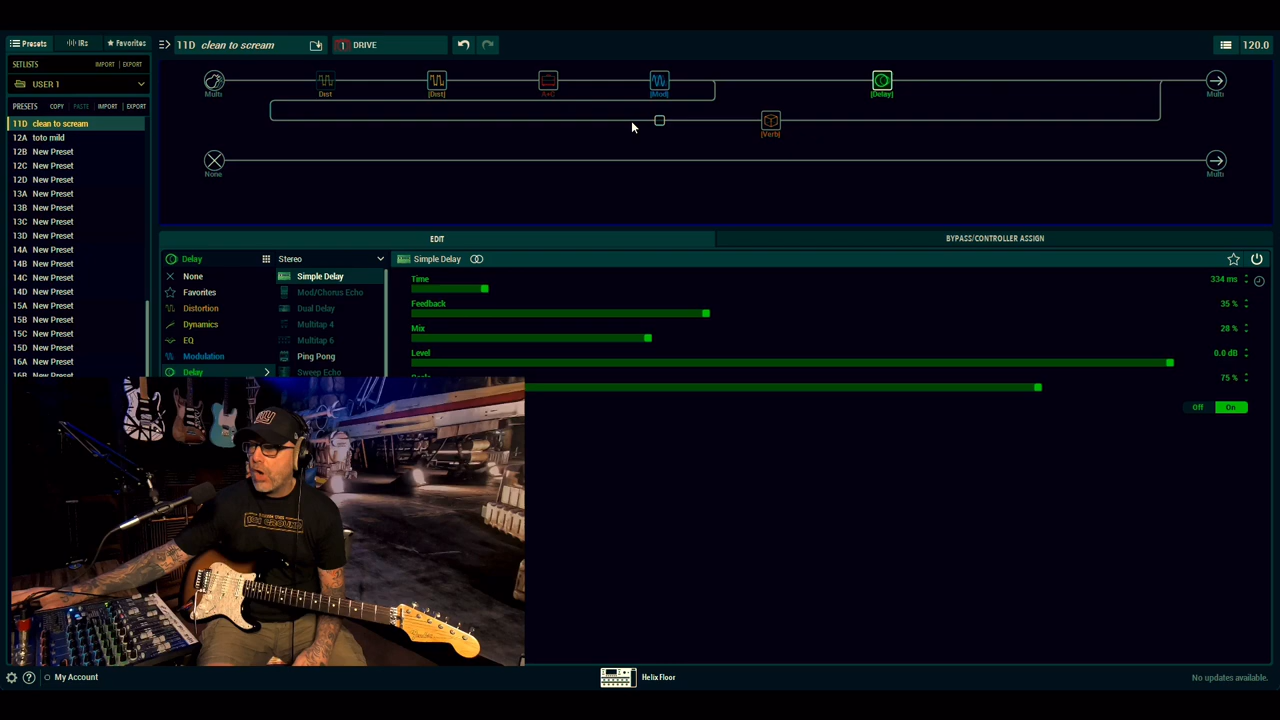 Presets IRs Favorites 11D clean to scream 1 DRIVE 120.0
SETLISTS IMPORT EXPORT
USER 1
PRESETS COPY PASTE IMPORT EXPORT
11D clean to scream
12A toto mild
12B New Preset
12C New Preset
12D New Preset
13A New Preset
13B New Preset
13C New Preset
13D New Preset
14A New Preset
14B New Preset
14C New Preset
14D New Preset
15A New Preset
15B New Preset
15C New Preset
15D New Preset
16A New Preset
16B New Preset
Multi Dist [Dist] A+C [Mod] [Delay] Multi
[Verb]
None Multi
EDIT BYPASS/CONTROLLER ASSIGN
Delay Stereo Simple Delay
None
Favorites
Distortion
Dynamics
EQ
Modulation
Delay
Simple Delay
Mod/Chorus Echo
Dual Delay
Multitap 4
Multitap 6
Ping Pong
Sweep Echo
Time 334 ms
Feedback 35 %
Mix 28 %
Level 0.0 dB
75 %
Off On
My Account Helix Floor No updates available.